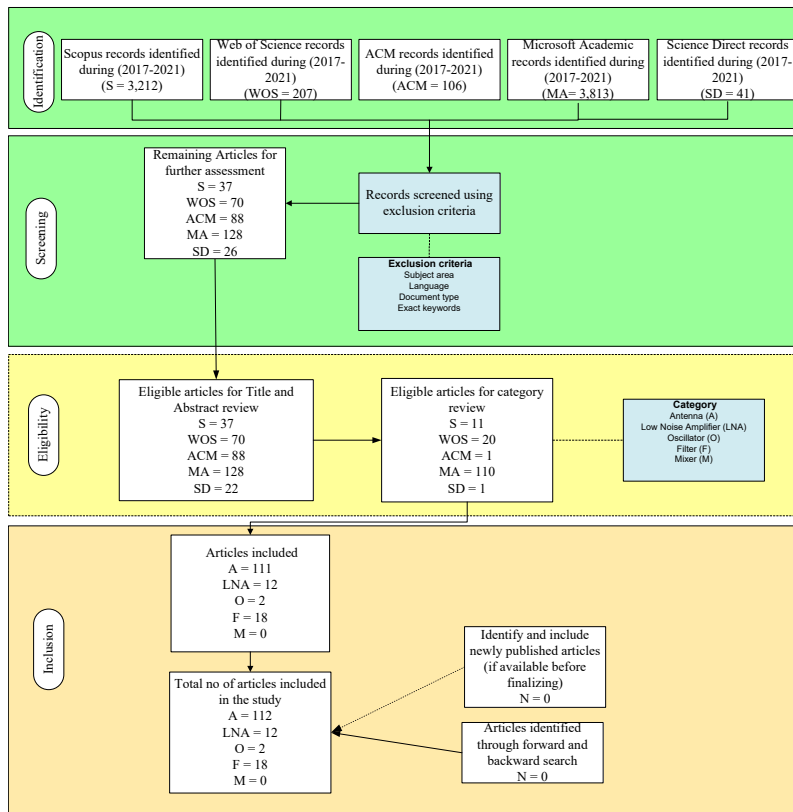 Identification
Scopus records identified
during (2017-2021)
(S = 3,212)
Web of Science records
identified during (2017-
2021)
(WOS = 207)
ACM records identified
during (2017-2021)
(ACM = 106)
Microsoft Academic
records identified during
(2017-2021)
(MA= 3,813)
Science Direct records
identified during (2017-
2021)
(SD = 41)
Screening
Remaining Articles for
further assessment
S = 37
WOS = 70
ACM = 88
MA = 128
SD = 26
Records screened using
exclusion criteria
Exclusion criteria
Subject area
Language
Document type
Exact keywords
Eligibility
Eligible articles for Title and
Abstract review
S = 37
WOS = 70
ACM = 88
MA = 128
SD = 22
Eligible articles for category
review
S = 11
WOS = 20
ACM = 1
MA = 110
SD = 1
Category
Antenna (A)
Low Noise Amplifier (LNA)
Oscillator (O)
Filter (F)
Mixer (M)
Inclusion
Articles included
A = 111
LNA = 12
O = 2
F = 18
M = 0
Total no of articles included
in the study
A = 112
LNA = 12
O = 2
F = 18
M = 0
Identify and include
newly published articles
(if available before
finalizing)
N = 0
Articles identified
through forward and
backward search
N = 0